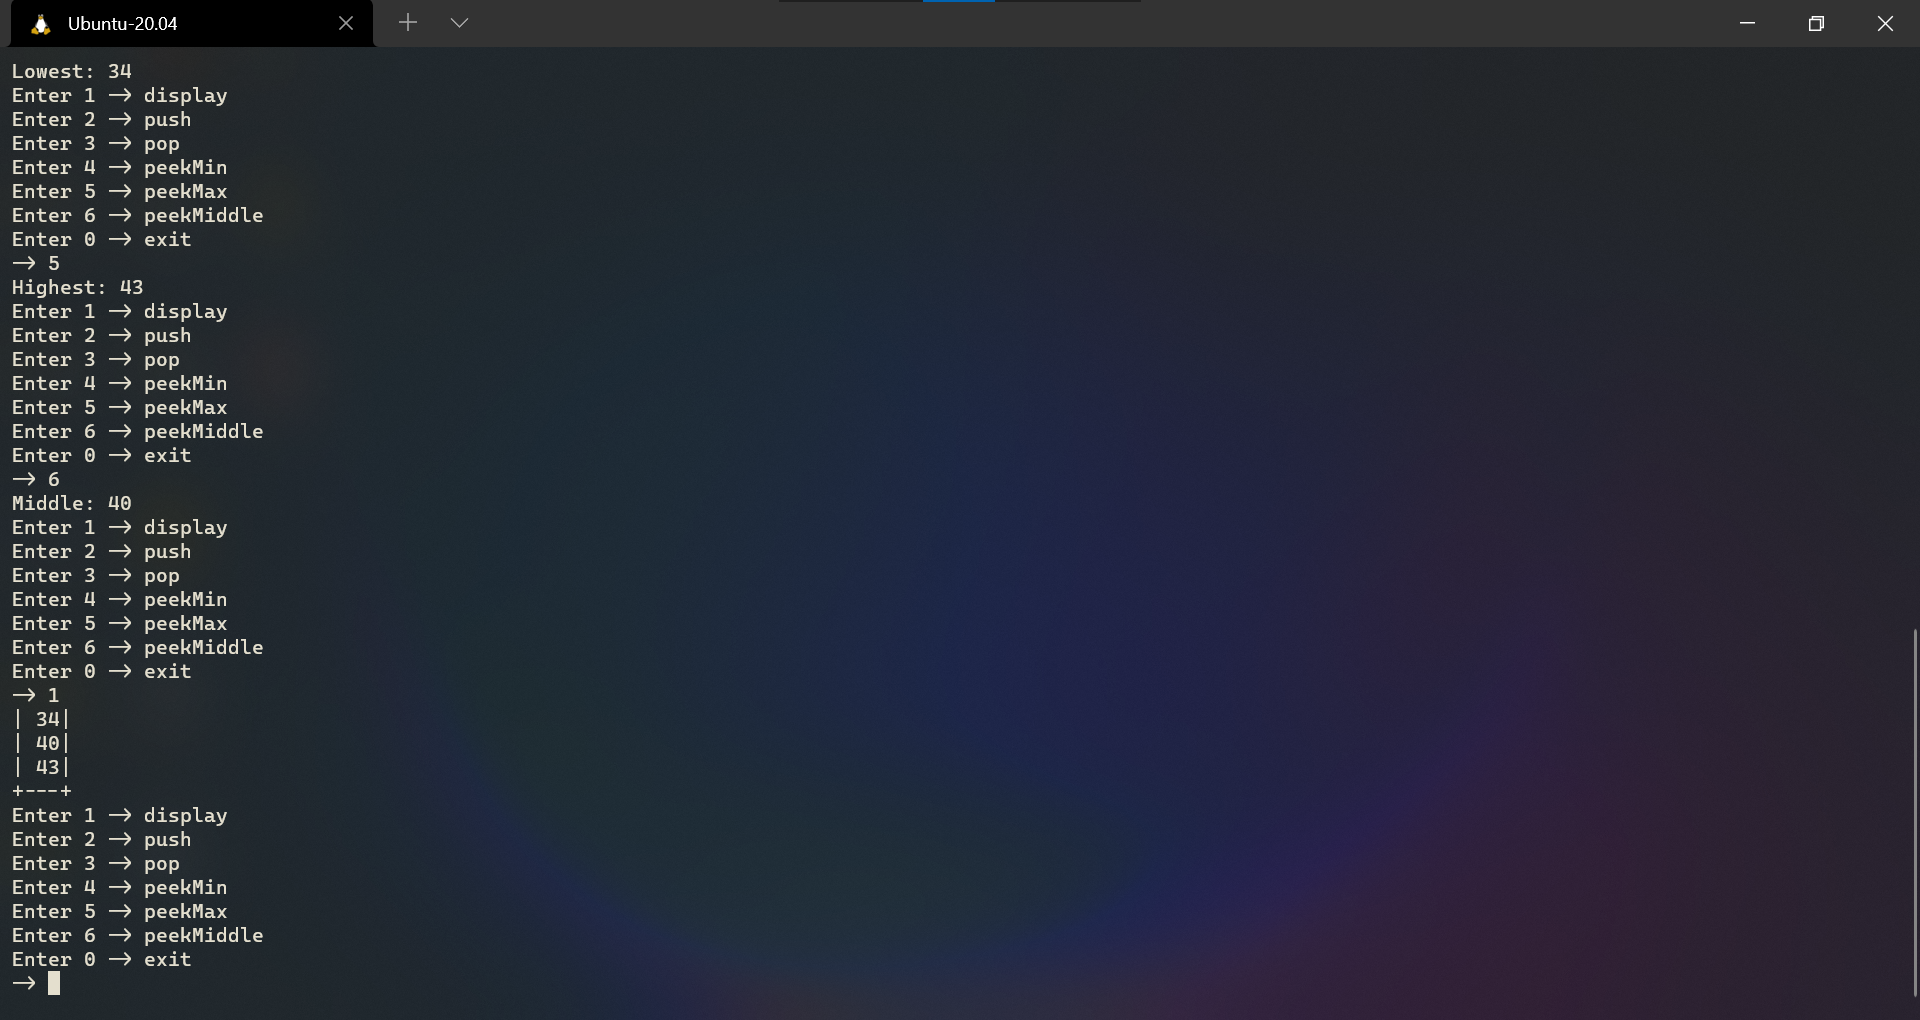 Ubuntu-20.04
Lowest: 34
Enter 1 → display
Enter 2 → push
Enter 3 → pop
Enter 4 → peekMin
Enter 5 → peekMax
Enter 6 → peekMiddle
Enter 0 → exit
→ 5
Highest: 43
Enter 1 → display
Enter 2 → push
Enter 3 → pop
Enter 4 → peekMin
Enter 5 → peekMax
Enter 6 → peekMiddle
Enter 0 → exit
→ 6
Middle: 40
Enter 1 → display
Enter 2 → push
Enter 3 → pop
Enter 4 → peekMin
Enter 5 → peekMax
Enter 6 → peekMiddle
Enter 0 → exit
→ 1
| 34|
| 40|
| 43|
+---+
Enter 1 → display
Enter 2 → push
Enter 3 → pop
Enter 4 → peekMin
Enter 5 → peekMax
Enter 6 → peekMiddle
Enter 0 → exit
→